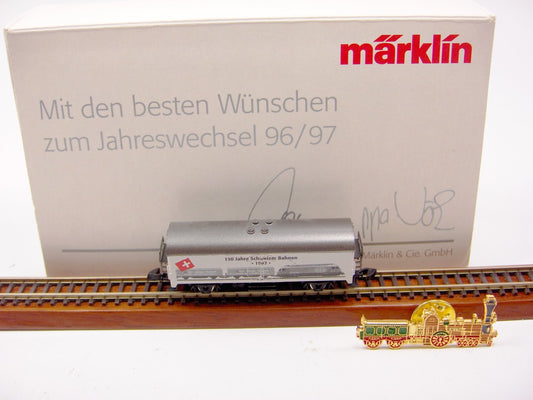 märklin
Mit den besten Wünschen
zum Jahreswechsel 96/97
Märklin & Cie. GmbH
150 Jahre Schweizer Bahnen
• 1997 •